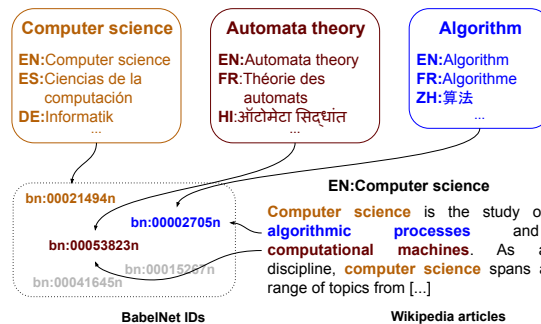 Computer science
EN:Computer science
ES:Ciencias de la
computación
DE:Informatik
...
Automata theory
EN:Automata theory
FR:Théorie des
automats
HI:ऑटोमेटा सिद्धांत
...
Algorithm
EN:Algorithm
FR:Algorithme
ZH:算法
...
bn:00021494n
bn:00002705n
bn:00053823n
bn:00015267n
bn:00041645n
BabelNet IDs
EN:Computer science
Computer science is the study o
algorithmic processes and
computational machines. As a
discipline, computer science spans a
range of topics from [...]
Wikipedia articles